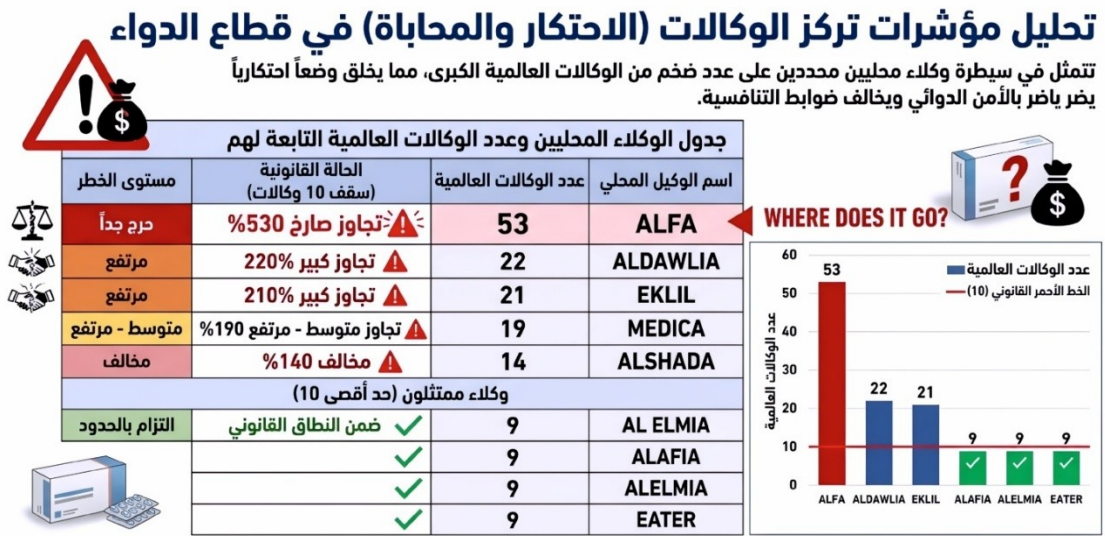 تحليل مؤشرات تركز الوكالات (الاحتكار والمحاباة) في قطاع الدواء
تتمثل في سيطرة وكلاء محليين محددين على عدد ضخم من الوكالات العالمية الكبرى، مما يخلق وضعاً احتكارياً
يضر ياضر بالأمن الدوائي ويخالف ضوابط التنافسية.
جدول الوكلاء المحليين وعدد الوكالات العالمية التابعة لهم
اسم الوكيل المحلي عدد الوكالات العالمية الحالة القانونية (سقف 10 وكالات) مستوى الخطر
ALFA 53 تجاوز صارخ 530% حرج جداً
ALDAWLIA 22 تجاوز كبير 220% مرتفع
EKLIL 21 تجاوز كبير 210% مرتفع
MEDICA 19 تجاوز متوسط - مرتفع 190% متوسط - مرتفع
ALSHADA 14 مخالف 140% مخالف
وكلاء ممتثلون (حد أقصى 10)
AL ELMIA 9 ضمن النطاق القانوني التزام بالحدود
ALAFIA 9
ALELMIA 9
EATER 9
WHERE DOES IT GO?
?
$
$
عدد الوكالات العالمية
الخط الأحمر القانوني (10)
عدد الوكالات العالمية
60
50
40
30
20
10
0
53 22 21 9 9 9
ALFA ALDAWLIA EKLIL ALAFIA ALELMIA EATER